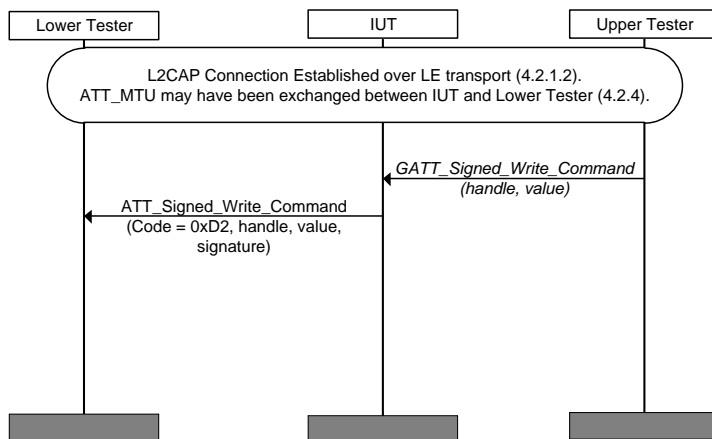 Lower Tester
IUT
Upper Tester
L2CAP Connection Established over LE transport (4.2.1.2).
ATT_MTU may have been exchanged between IUT and Lower Tester (4.2.4).
GATT_Signed_Write_Command
(handle, value)
ATT_Signed_Write_Command
(Code = 0xD2, handle, value,
signature)